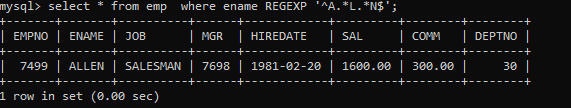 mysql> select * from emp  where ename REGEXP '^A.*L.*N$';
+-------+-------+----------+------+------------+---------+--------+--------+
| EMPNO | ENAME | JOB      | MGR  | HIREDATE   | SAL     | COMM   | DEPTNO |
+-------+-------+----------+------+------------+---------+--------+--------+
|  7499 | ALLEN | SALESMAN | 7698 | 1981-02-20 | 1600.00 | 300.00 |     30 |
+-------+-------+----------+------+------------+---------+--------+--------+
1 row in set (0.00 sec)